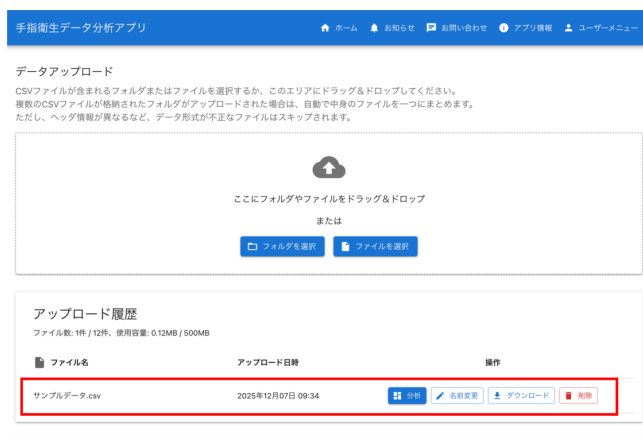 手指衛生データ分析アプリ
ホーム お知らせ お問い合わせ アプリ情報 ユーザーメニュー
データアップロード
CSVファイルが含まれるフォルダまたはファイルを選択するか、このエリアにドラッグ＆ドロップしてください。
複数のCSVファイルが格納されたフォルダがアップロードされた場合は、自動で中身のファイルを一つにまとめます。
ただし、ヘッダ情報が異なるなど、データ形式が不正なファイルはスキップされます。
ここにフォルダやファイルをドラッグ＆ドロップ
または
フォルダを選択 ファイルを選択
アップロード履歴
ファイル数: 1件 / 12件、使用容量: 0.12MB / 500MB
ファイル名 アップロード日時 操作
サンプルデータ.csv 2025年12月07日 09:34 分析 名前変更 ダウンロード 削除